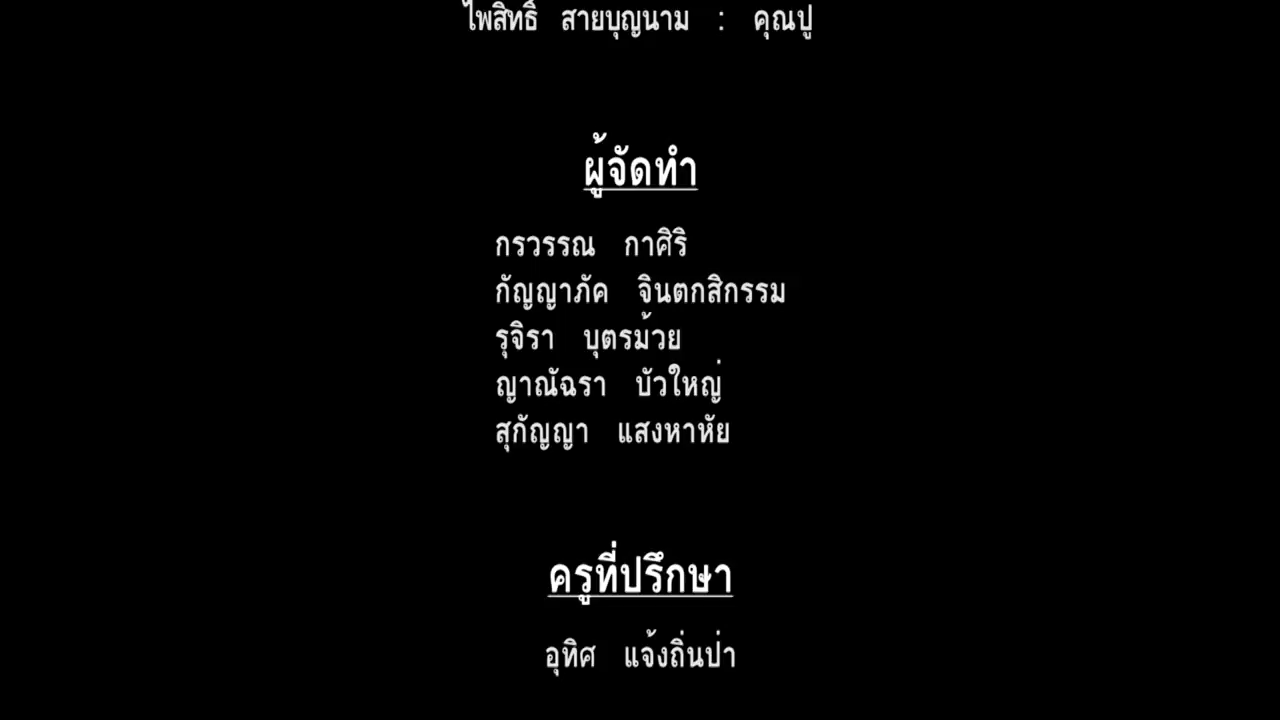 ไพสิทธิ์ สายบุญนาม : คุณปู่
ผู้จัดทำ
กรวรรณ กาศิริ
กัญญาภัค จินตกสิกรรม
รุจิรา บุตรม้วย
ญาณัฉรา บัวใหญ่
สุกัญญา แสงหาหัย
ครูที่ปรึกษา
อุทิศ แจ้งถิ่นป่า